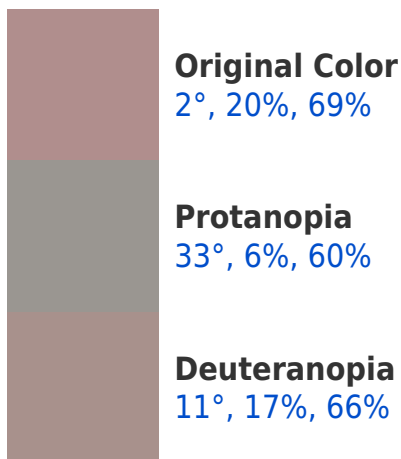 Original Color
2°, 20%, 69%
Protanopia
33°, 6%, 60%
Deuteranopia
11°, 17%, 66%